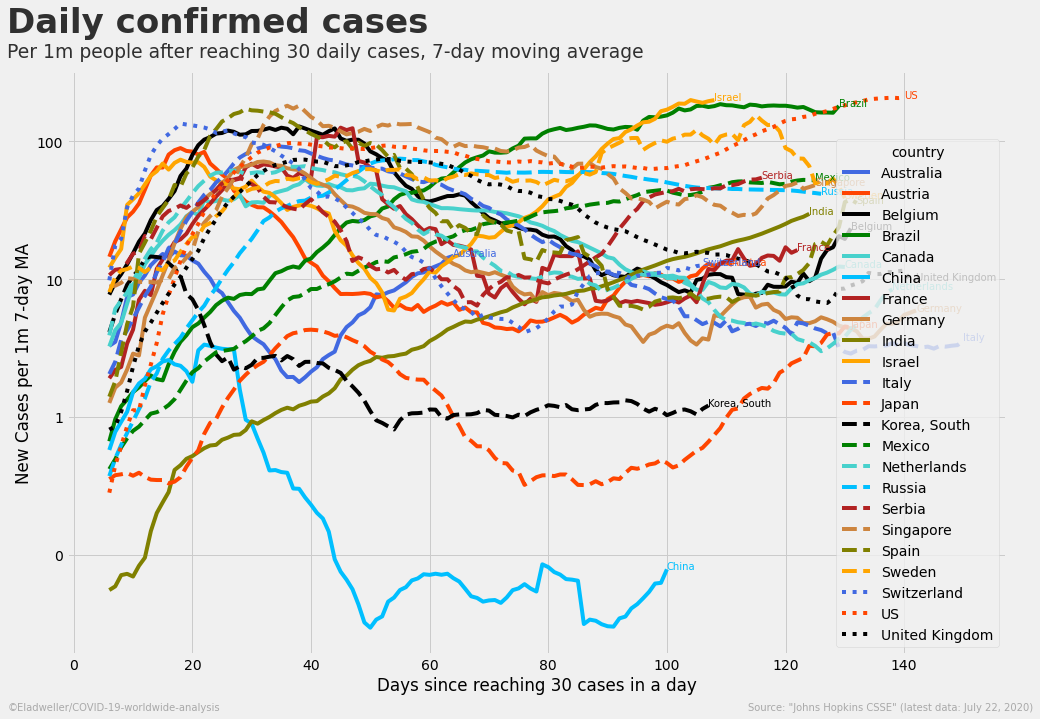 Daily confirmed cases
Per 1m people after reaching 30 daily cases, 7-day moving average
New Cases per 1m 7-day MA
100
10
1
0
0
20
40
60
80
100
120
140
Days since reaching 30 cases in a day
Israel
Brazil
US
Serbia
Mexico
Singapore
Spain
India
Belgium
Australia
France
Canada
United Kingdom
Germany
Japan
Italy
Korea, South
China
country
Australia
Austria
Belgium
Brazil
Canada
China
France
Germany
India
Israel
Italy
Japan
Korea, South
Mexico
Netherlands
Russia
Serbia
Singapore
Spain
Sweden
Switzerland
US
United Kingdom
©Eladweller/COVID-19-worldwide-analysis
Source: "Johns Hopkins CSSE" (latest data: July 22, 2020)